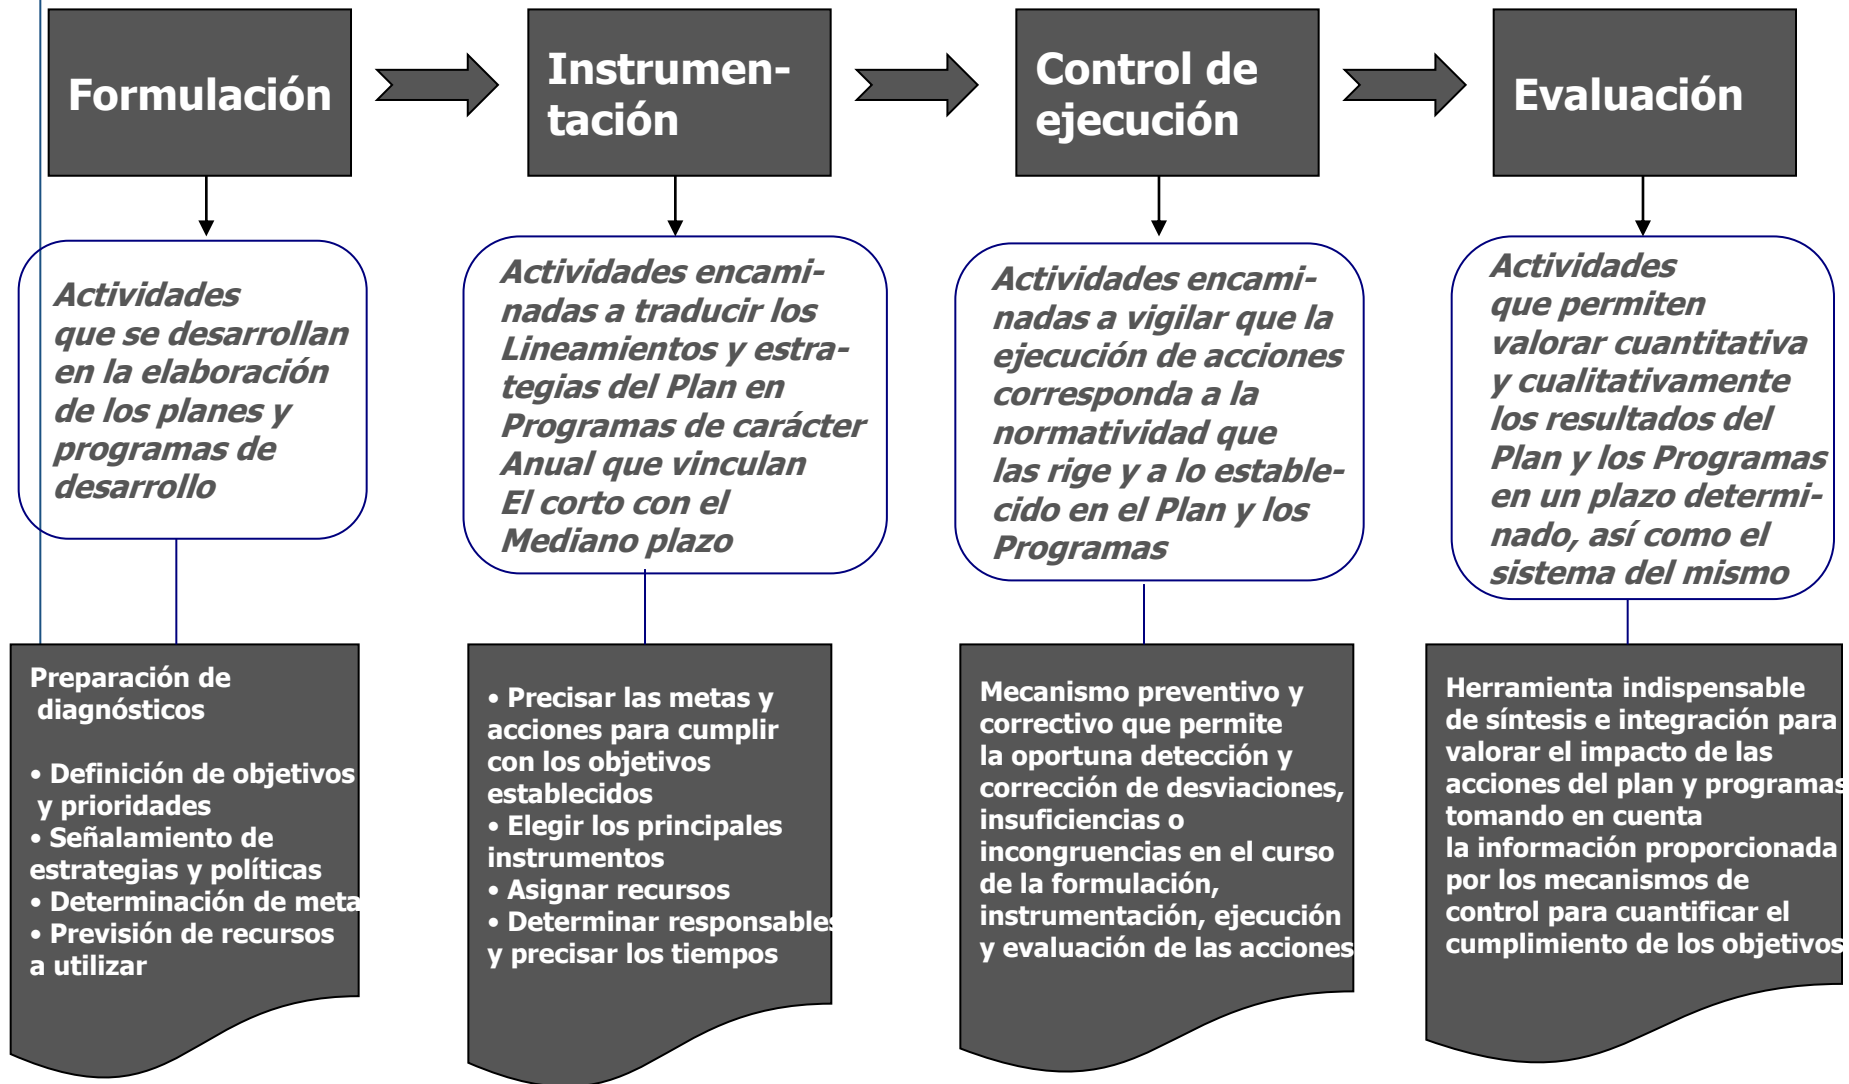 Formulación
Instrumen-
tación
Control de
ejecución
Evaluación
Actividades
que se desarrollan
en la elaboración
de los planes y
programas de
desarrollo
Actividades encami-
nadas a traducir los
Lineamientos y estra-
tegias del Plan en
Programas de carácter
Anual que vinculan
El corto con el
Mediano plazo
Actividades encami-
nadas a vigilar que la
ejecución de acciones
corresponda a la
normatividad que
las rige y a lo estable-
cido en el Plan y los
Programas
Actividades
que permiten
valorar cuantitativa
y cualitativamente
los resultados del
Plan y los Programas
en un plazo determi-
nado, así como el
sistema del mismo
Preparación de
diagnósticos
• Definición de objetivos
y prioridades
• Señalamiento de
estrategias y políticas
• Determinación de meta
• Previsión de recursos
a utilizar
• Precisar las metas y
acciones para cumplir
con los objetivos
establecidos
• Elegir los principales
instrumentos
• Asignar recursos
• Determinar responsables
y precisar los tiempos
Mecanismo preventivo y
correctivo que permite
la oportuna detección y
corrección de desviaciones,
insuficiencias o
incongruencias en el curso
de la formulación,
instrumentación, ejecución
y evaluación de las acciones
Herramienta indispensable
de síntesis e integración para
valorar el impacto de las
acciones del plan y programas
tomando en cuenta
la información proporcionada
por los mecanismos de
control para cuantificar el
cumplimiento de los objetivos